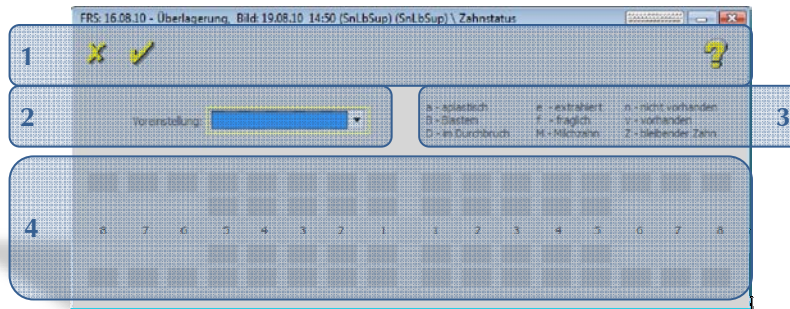 FRS: 16.08.10 - Überlagerung, Bild: 19.08.10 14:50 (SnLbSup) (SnLbSup) \ Zahnstatus
1
?
2
Voreinstellung:
a - aplastisch e - extrahiert n - nicht vorhanden
B - Blastem f - fraglich v - vorhanden
D - im Durchbruch M - Milchzahn Z - bleibender Zahn
3
4
8 7 6 5 4 3 2 1 1 2 3 4 5 6 7 8